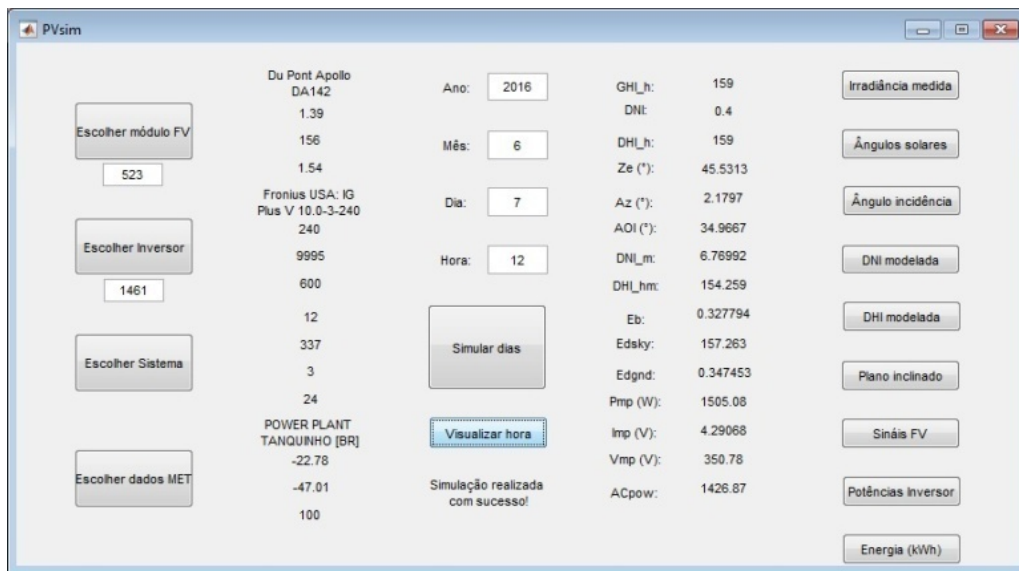 PVsim
Escolher módulo FV
523
Escolher Inversor
1461
Escolher Sistema
Escolher dados MET
Du Pont Apollo
DA142
1.39
156
1.54
Fronius USA: IG
Plus V 10.0-3-240
240
9995
600
12
337
3
24
POWER PLANT
TANQUINHO [BR]
-22.78
-47.01
100
Ano: 2016
Mês: 6
Dia: 7
Hora: 12
Simular dias
Visualizar hora
Simulação realizada
com sucesso!
GHI_h: 159
DNI: 0.4
DHI_h: 159
Ze (°): 45.5313
Az (°): 2.1797
AOI (°): 34.9667
DNI_m: 6.76992
DHI_hm: 154.259
Eb: 0.327794
Edsky: 157.263
Edgnd: 0.347453
Pmp (W): 1505.08
Imp (V): 4.29068
Vmp (V): 350.78
ACpow: 1426.87
Irradiância medida
Ângulos solares
Ângulo incidência
DNI modelada
DHI modelada
Plano inclinado
Sináis FV
Potências Inversor
Energia (kWh)